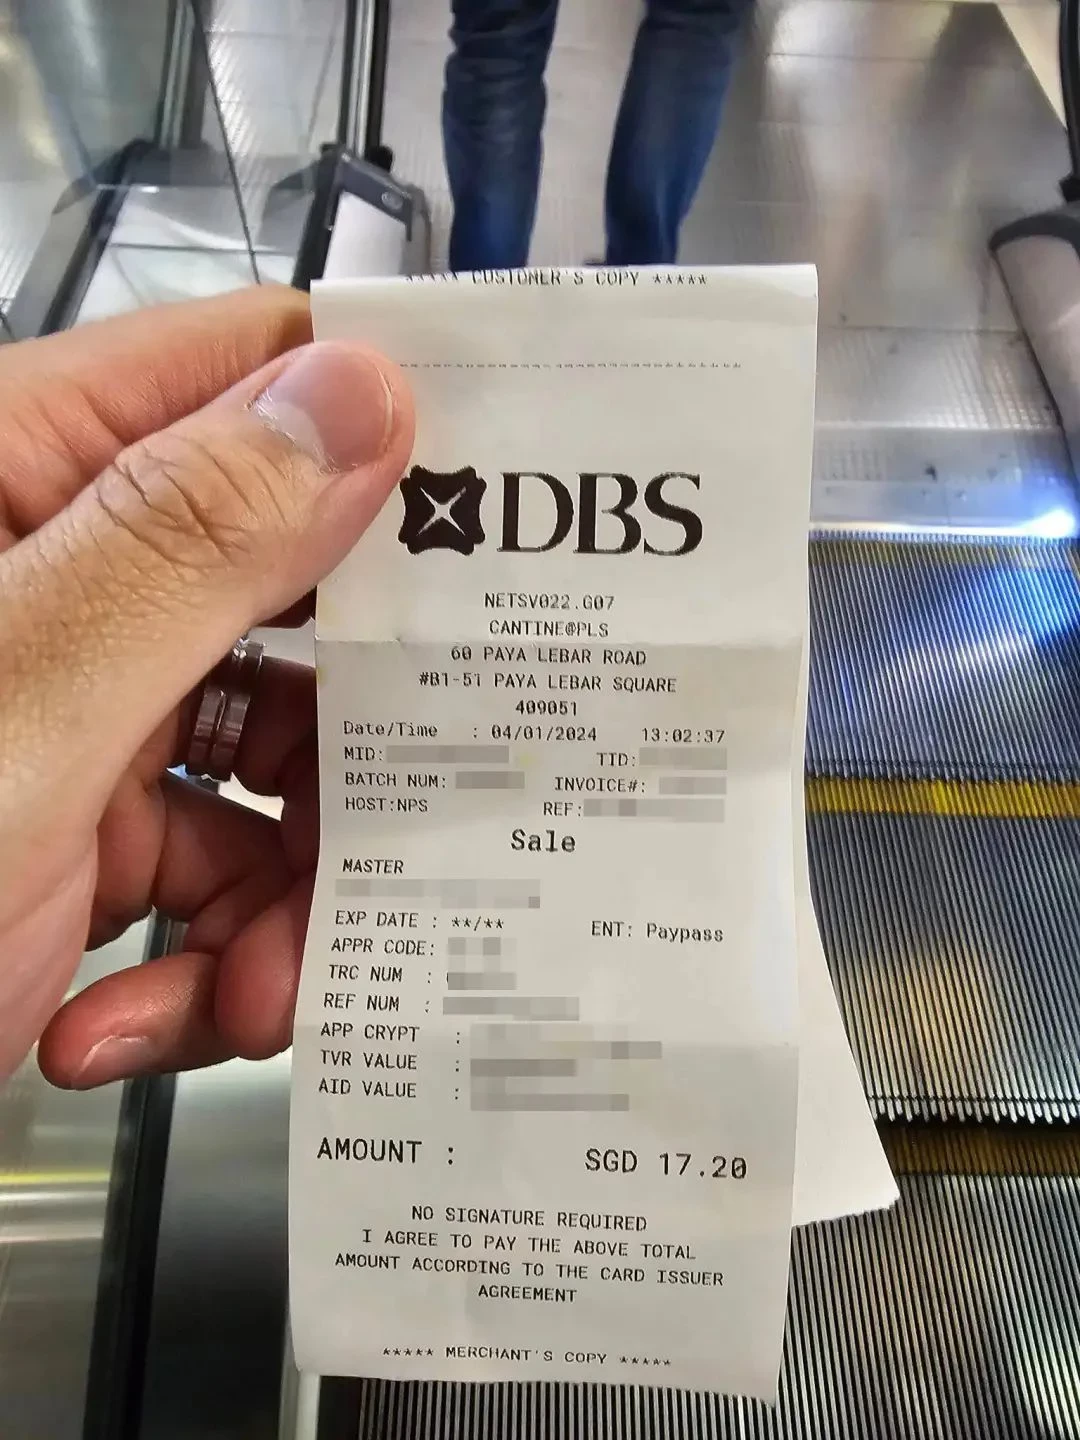 ***** CUSTOMER'S COPY *****
DBS
NETSV022.G07
CANTINE@PLS
60 PAYA LEBAR ROAD
#B1-51 PAYA LEBAR SQUARE
409051
Date/Time : 04/01/2024 13:02:37
MID: TID:
BATCH NUM: INVOICE#:
HOST:NPS REF:
Sale
MASTER
EXP DATE : **/** ENT: Paypass
APPR CODE:
TRC NUM :
REF NUM :
APP CRYPT :
TVR VALUE :
AID VALUE :
AMOUNT : SGD 17.20
NO SIGNATURE REQUIRED
I AGREE TO PAY THE ABOVE TOTAL
AMOUNT ACCORDING TO THE CARD ISSUER
AGREEMENT
***** MERCHANT'S COPY *****